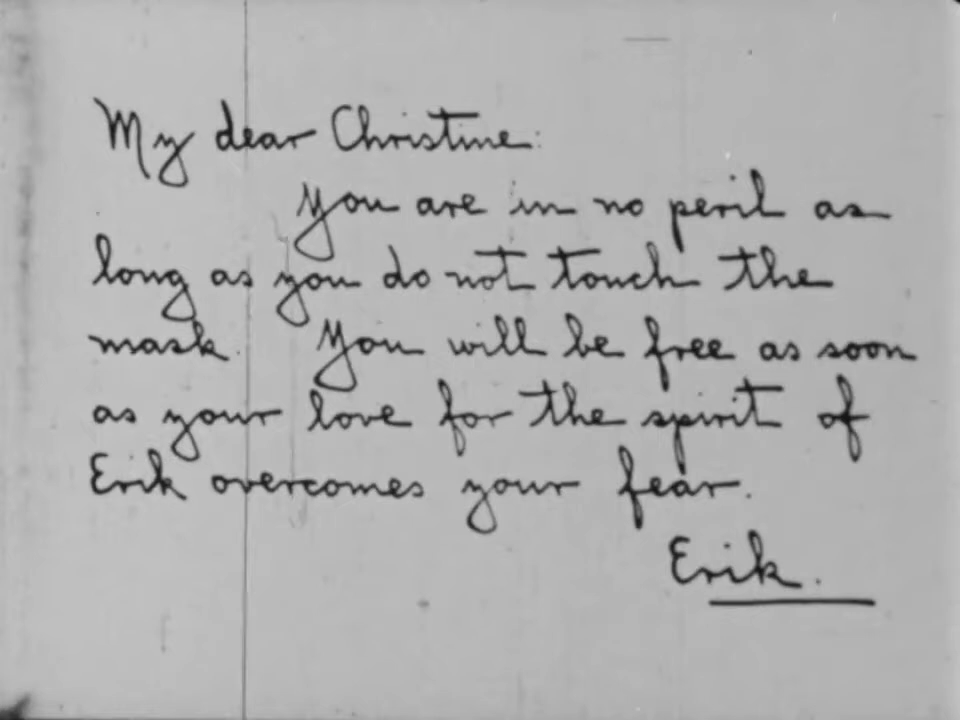 My dear Christine:
You are in no peril as
long as you do not touch the
mask. You will be free as soon
as your love for the spirit of
Erik overcomes your fear.
Erik.